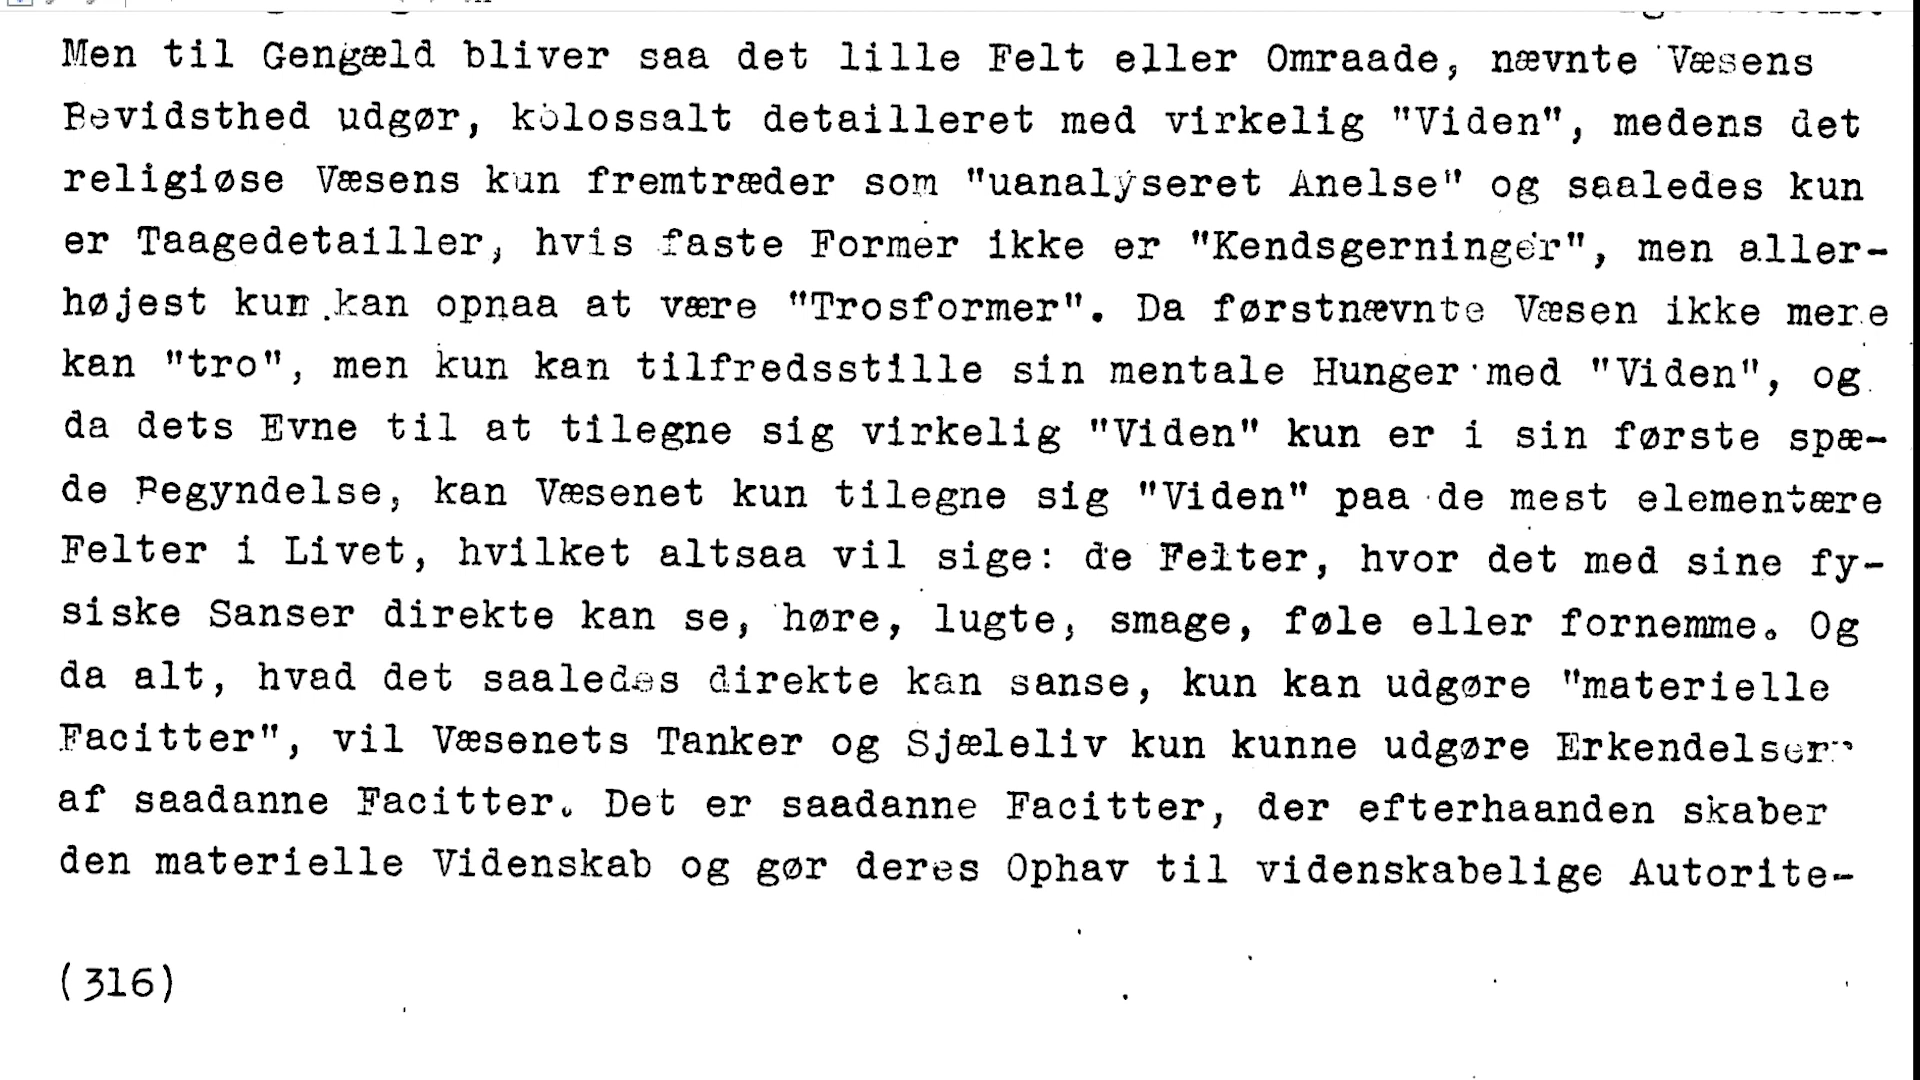 Men til Gengæld bliver saa det lille Felt eller Omraade, nævnte Væsens
Bevidsthed udgør, kolossalt detailleret med virkelig "Viden", medens det
religiøse Væsens kun fremtræder som "uanalyseret Anelse" og saaledes kun
er Taagedetailler, hvis faste Former ikke er "Kendsgerninger", men aller-
højest kun kan opnaa at være "Trosformer". Da førstnævnte Væsen ikke mere
kan "tro", men kun kan tilfredsstille sin mentale Hunger med "Viden", og
da dets Evne til at tilegne sig virkelig "Viden" kun er i sin første spæ-
de Begyndelse, kan Væsenet kun tilegne sig "Viden" paa de mest elementære
Felter i Livet, hvilket altsaa vil sige: de Felter, hvor det med sine fy-
siske Sanser direkte kan se, høre, lugte, smage, føle eller fornemme. Og
da alt, hvad det saaledes direkte kan sanse, kun kan udgøre "materielle
Facitter", vil Væsenets Tanker og Sjæleliv kun kunne udgøre Erkendelser
af saadanne Facitter. Det er saadanne Facitter, der efterhaanden skaber
den materielle Videnskab og gør deres Ophav til videnskabelige Autorite-
(316)